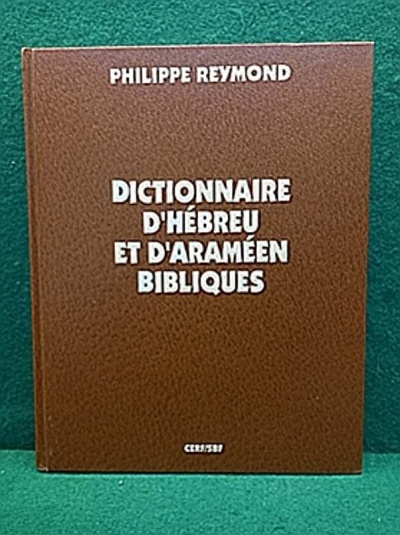 PHILIPPE REYMOND
DICTIONNAIRE
D'HÉBREU
ET D'ARAMÉEN
BIBLIQUES
CERF/SBF